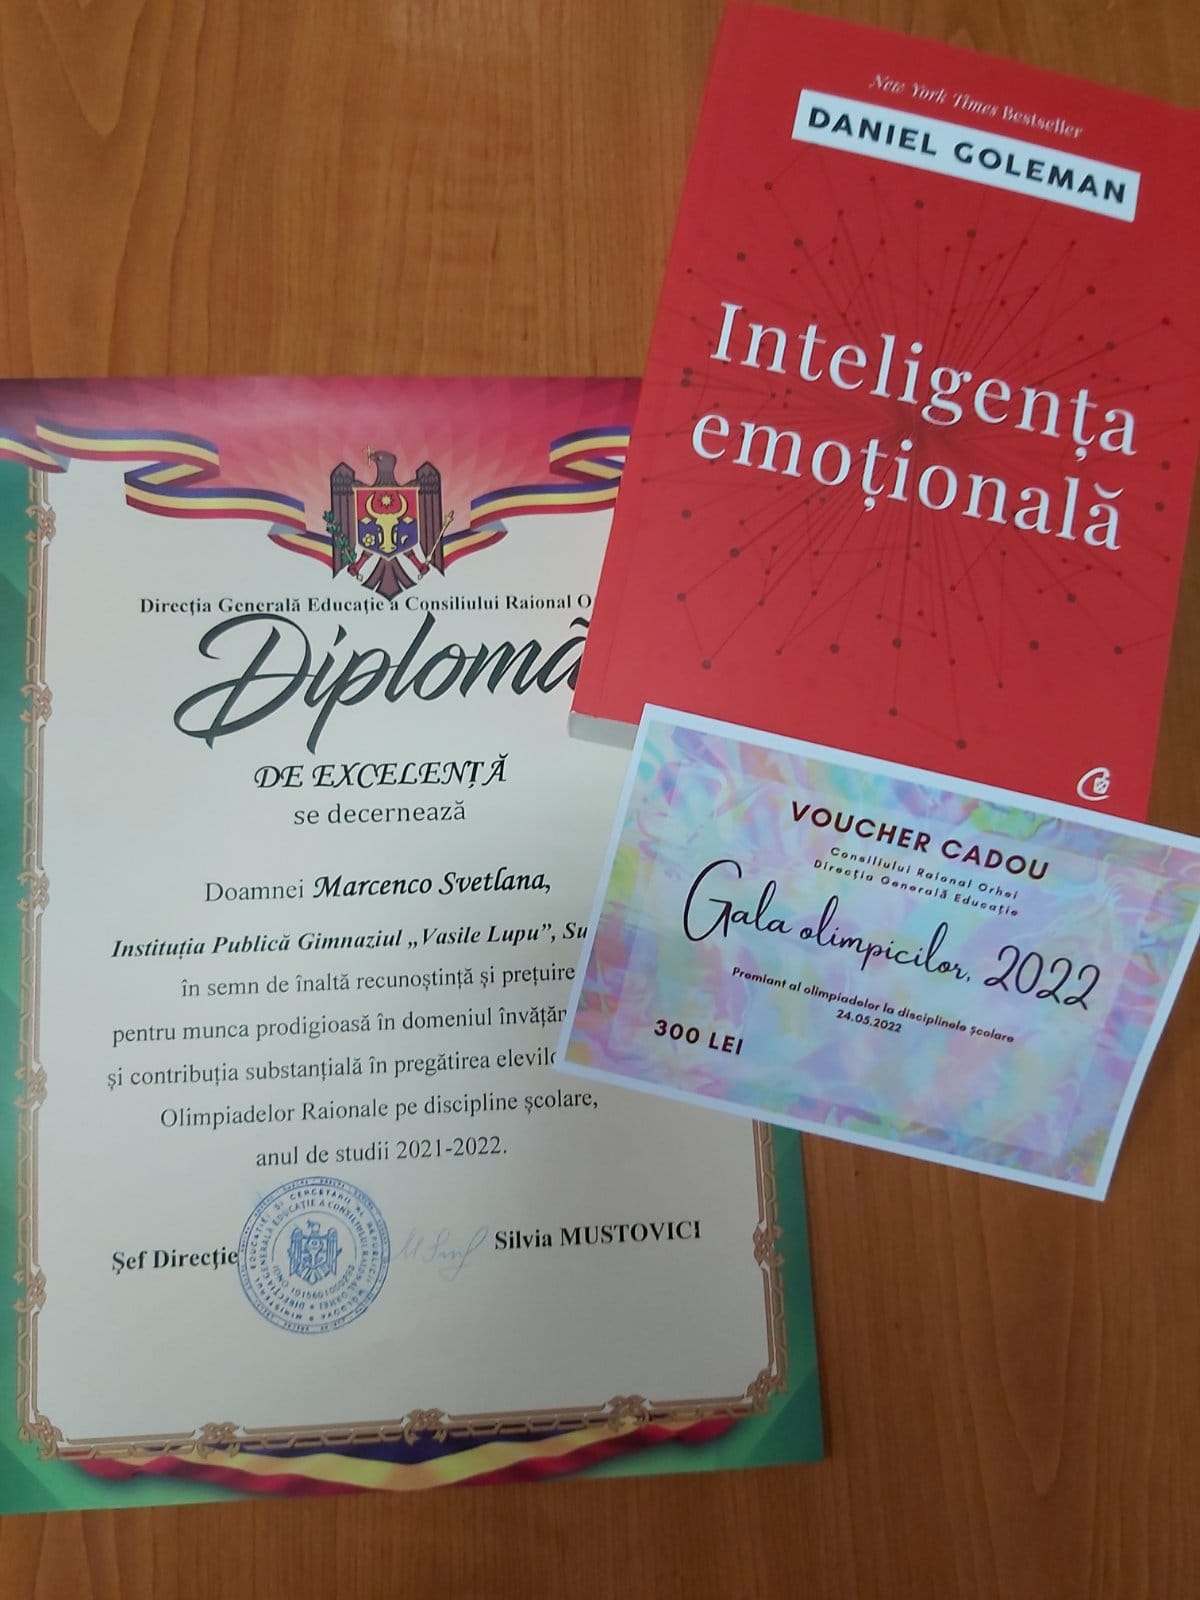 New York Times Bestseller
DANIEL GOLEMAN
Inteligența
emoțională
Direcția Generală Educație a Consiliului Raional
Diplomă
DE EXCELENȚĂ
se decernează
Doamnei Marcenco Svetlana,
Instituția Publică Gimnaziul „Vasile Lupu”,
în semn de înaltă recunoștință și prețuire
pentru munca prodigioasă în domeniul
și contribuția substanțială în pregătirea
Olimpiadelor Raionale pe discipline școlare,
anul de studii 2021-2022.
Șef Direcție
Silvia MUSTOVICI
VOUCHER CADOU
Consiliului Raional Orhei
Direcția Generală Educație
Gala olimpicilor, 2022
Premiant al olimpiadelor la disciplinele școlare
24.05.2022
300 LEI